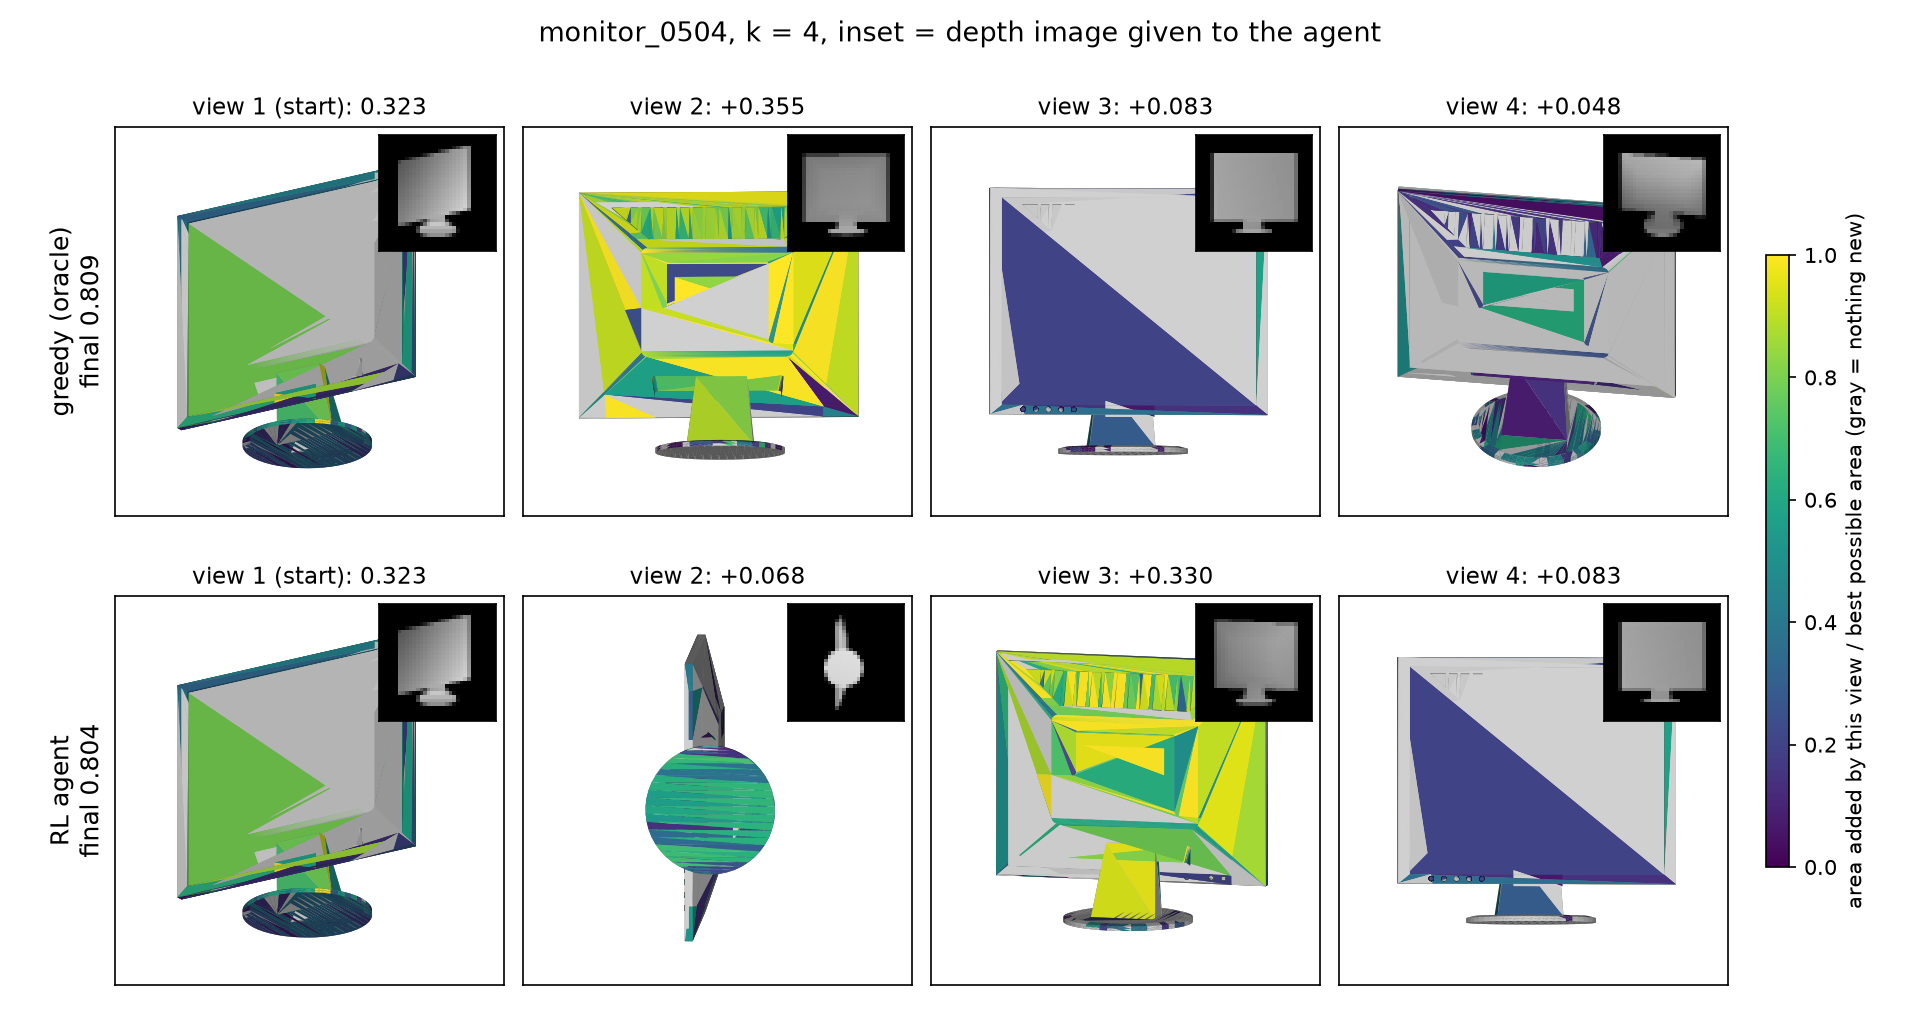 monitor_0504, k = 4, inset = depth image given to the agent
greedy (oracle)
final 0.809
view 1 (start): 0.323
view 2: +0.355
view 3: +0.083
view 4: +0.048
RL agent
final 0.804
view 1 (start): 0.323
view 2: +0.068
view 3: +0.330
view 4: +0.083
1.0
0.8
0.6
0.4
0.2
0.0
area added by this view / best possible area (gray = nothing new)